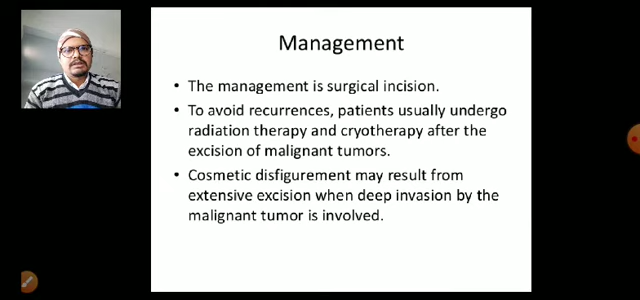 Management
• The management is surgical incision.
• To avoid recurrences, patients usually undergo
radiation therapy and cryotherapy after the
excision of malignant tumors.
• Cosmetic disfigurement may result from
extensive excision when deep invasion by the
malignant tumor is involved.